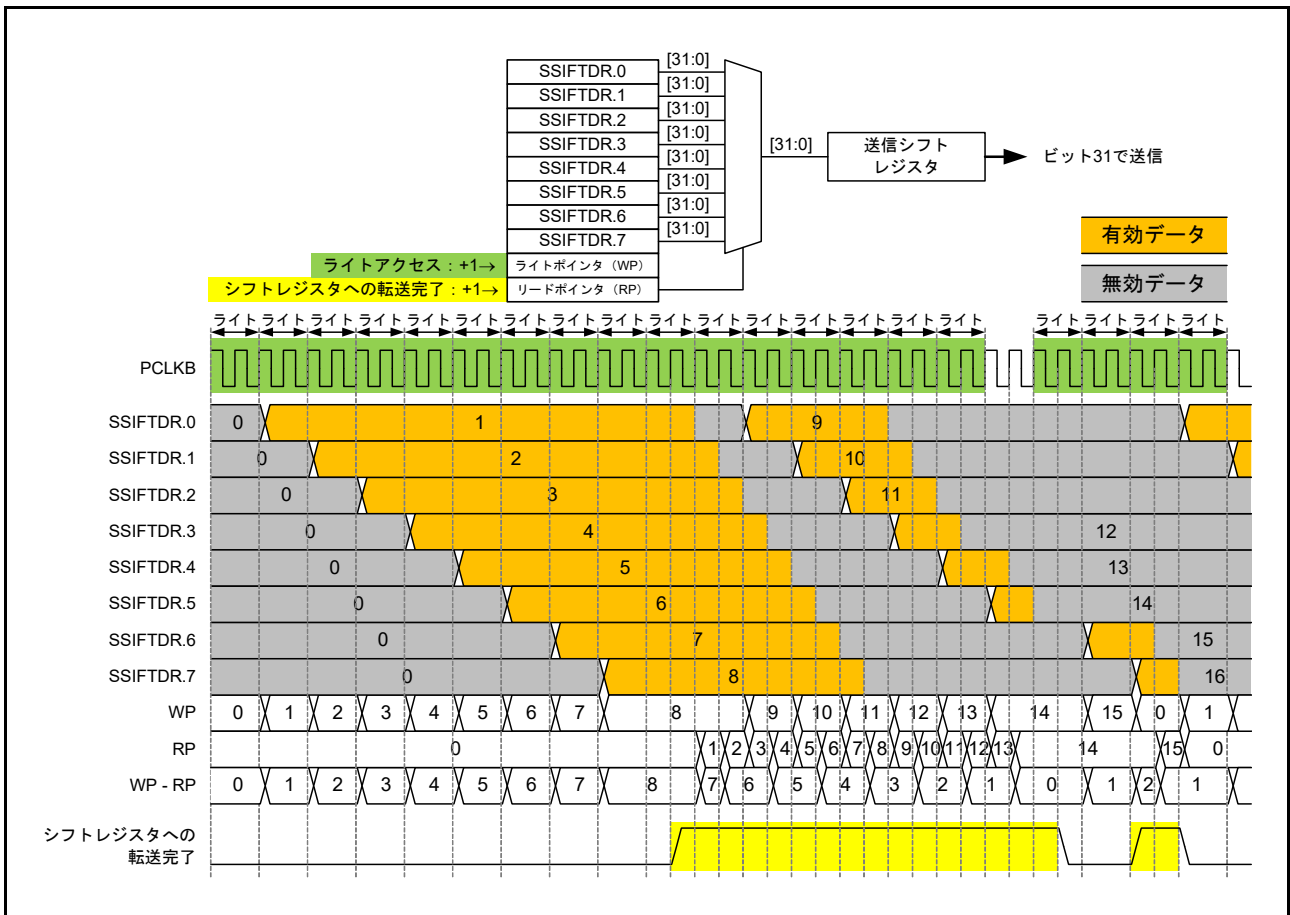 SSIFTDR.0 [31:0]
SSIFTDR.1 [31:0]
SSIFTDR.2 [31:0]
SSIFTDR.3 [31:0]
SSIFTDR.4 [31:0]
SSIFTDR.5 [31:0]
SSIFTDR.6 [31:0]
SSIFTDR.7 [31:0]
[31:0]
送信シフト
レジスタ
ビット31で送信
有効データ
無効データ
ライトアクセス：+1→ ライトポインタ（WP）
シフトレジスタへの転送完了：+1→ リードポインタ（RP）
ライト ライト ライト ライト ライト ライト ライト ライト ライト ライト ライト ライト ライト ライト ライト ライト ライト ライト ライト ライト
PCLKB
SSIFTDR.0 0 1 9
SSIFTDR.1 0 2 10
SSIFTDR.2 0 3 11
SSIFTDR.3 0 4 12
SSIFTDR.4 0 5 13
SSIFTDR.5 0 6 14
SSIFTDR.6 0 7 15
SSIFTDR.7 0 8 16
WP 0 1 2 3 4 5 6 7 8 9 10 11 12 13 14 15 0 1
RP 0 1 2 3 4 5 6 7 8 9 10 11 12 13 14 15 0
WP - RP 0 1 2 3 4 5 6 7 8 7 6 5 4 3 2 1 0 1 2 1
シフトレジスタへの
転送完了